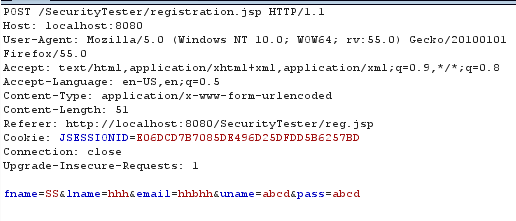 POST /SecurityTester/registration.jsp HTTP/1.1
Host: localhost:8080
User-Agent: Mozilla/5.0 (Windows NT 10.0; WOW64; rv:55.0) Gecko/20100101
Firefox/55.0
Accept: text/html,application/xhtml+xml,application/xml;q=0.9,*/*;q=0.8
Accept-Language: en-US,en;q=0.5
Content-Type: application/x-www-form-urlencoded
Content-Length: 51
Referer: http://localhost:8080/SecurityTester/reg.jsp
Cookie: JSESSIONID=E06DCD7B7085DE496D25DFDD5B6257BD
Connection: close
Upgrade-Insecure-Requests: 1
fname=SS&lname=hhh&email=hhbhh&uname=abcd&pass=abcd